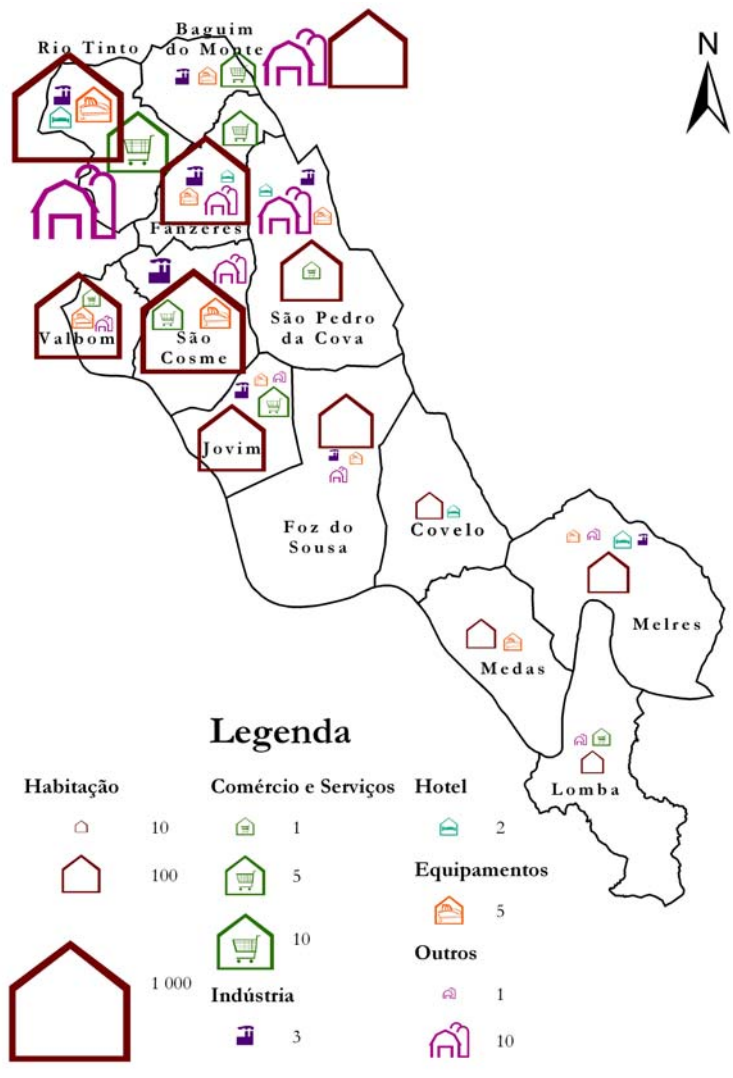 N
Baguim
do Monte
Rio Tinto
Fanzeres
São Pedro
da Cova
Valbom
São
Cosme
Jovim
Foz do
Sousa
Covelo
Melres
Medas
Lomba
Legenda
Habitação
10
100
1 000
Comércio e Serviços
1
5
10
Indústria
3
Hotel
2
Equipamentos
5
Outros
1
10